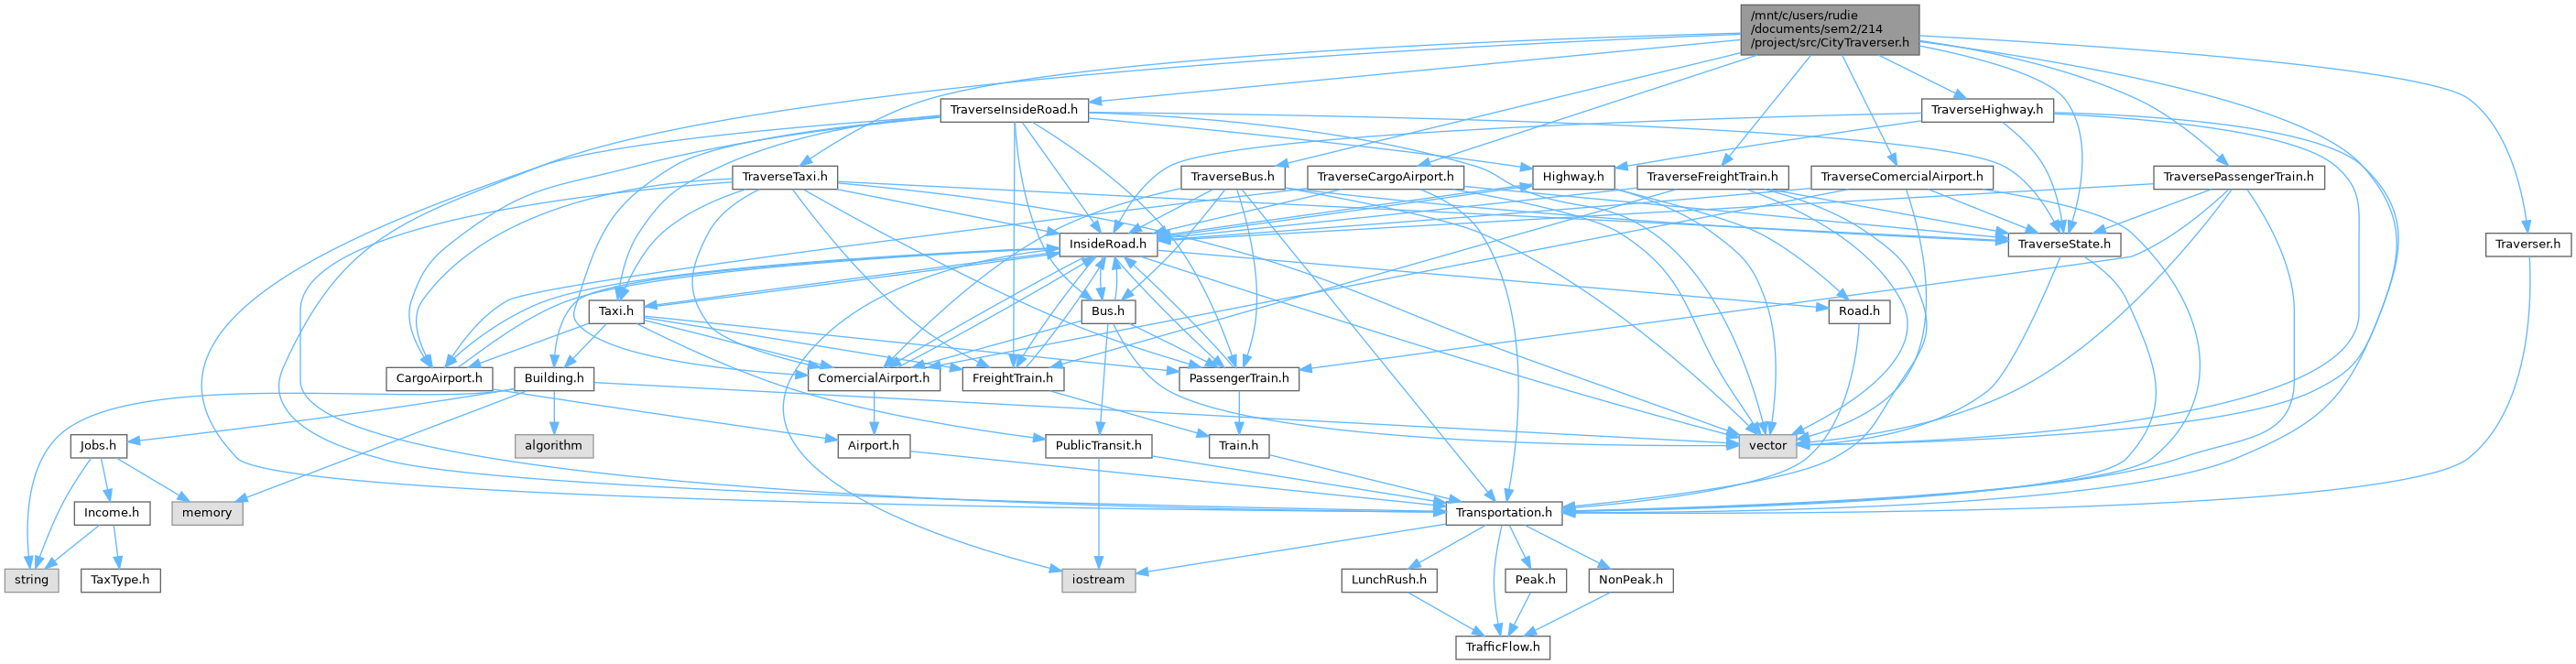 /mnt/c/users/rudie
/documents/sem2/214
/project/src/CityTraverser.h
TraverseInsideRoad.h
TraverseHighway.h
TraverseTaxi.h
TraverseBus.h
TraverseCargoAirport.h
Highway.h
TraverseFreightTrain.h
TraverseComercialAirport.h
TraversePassengerTrain.h
InsideRoad.h
TraverseState.h
Traverser.h
Taxi.h
Bus.h
Road.h
CargoAirport.h
Building.h
ComercialAirport.h
FreightTrain.h
PassengerTrain.h
Jobs.h
algorithm
Airport.h
PublicTransit.h
Train.h
vector
Income.h
memory
Transportation.h
string
TaxType.h
iostream
LunchRush.h
Peak.h
NonPeak.h
TrafficFlow.h